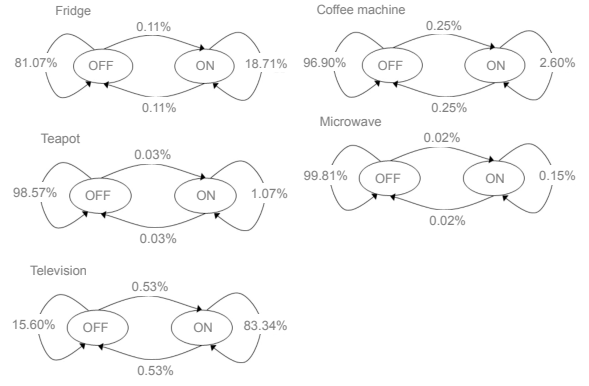 Fridge
0.11%
81.07%
OFF
ON
18.71%
0.11%
Coffee machine
0.25%
96.90%
OFF
ON
2.60%
0.25%
Teapot
0.03%
98.57%
OFF
ON
1.07%
0.03%
Microwave
0.02%
99.81%
OFF
ON
0.15%
0.02%
Television
0.53%
15.60%
OFF
ON
83.34%
0.53%